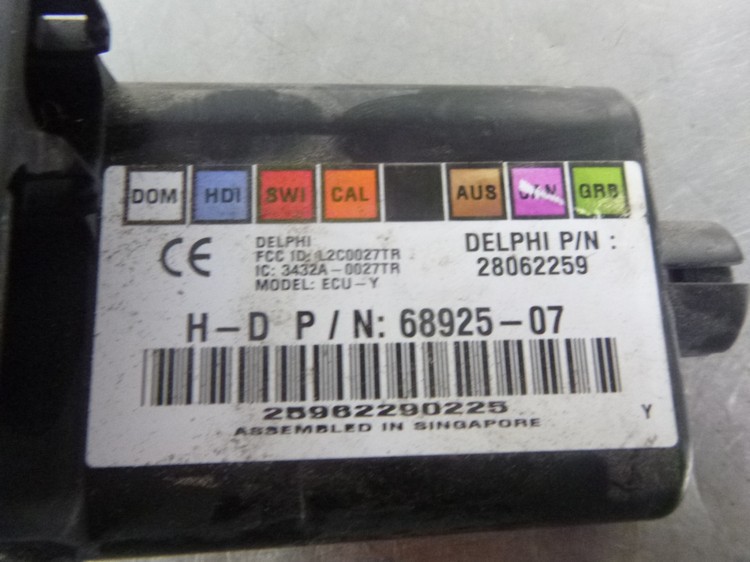 DOM HDI SWI CAL AUS CAN GRB
DELPHI
FCC ID: L2C0027TR
IC: 3432A-0027TR
MODEL: ECU-Y
DELPHI P/N :
28062259
H-D P/N: 68925-07
25962290225
ASSEMBLED IN SINGAPORE
Y